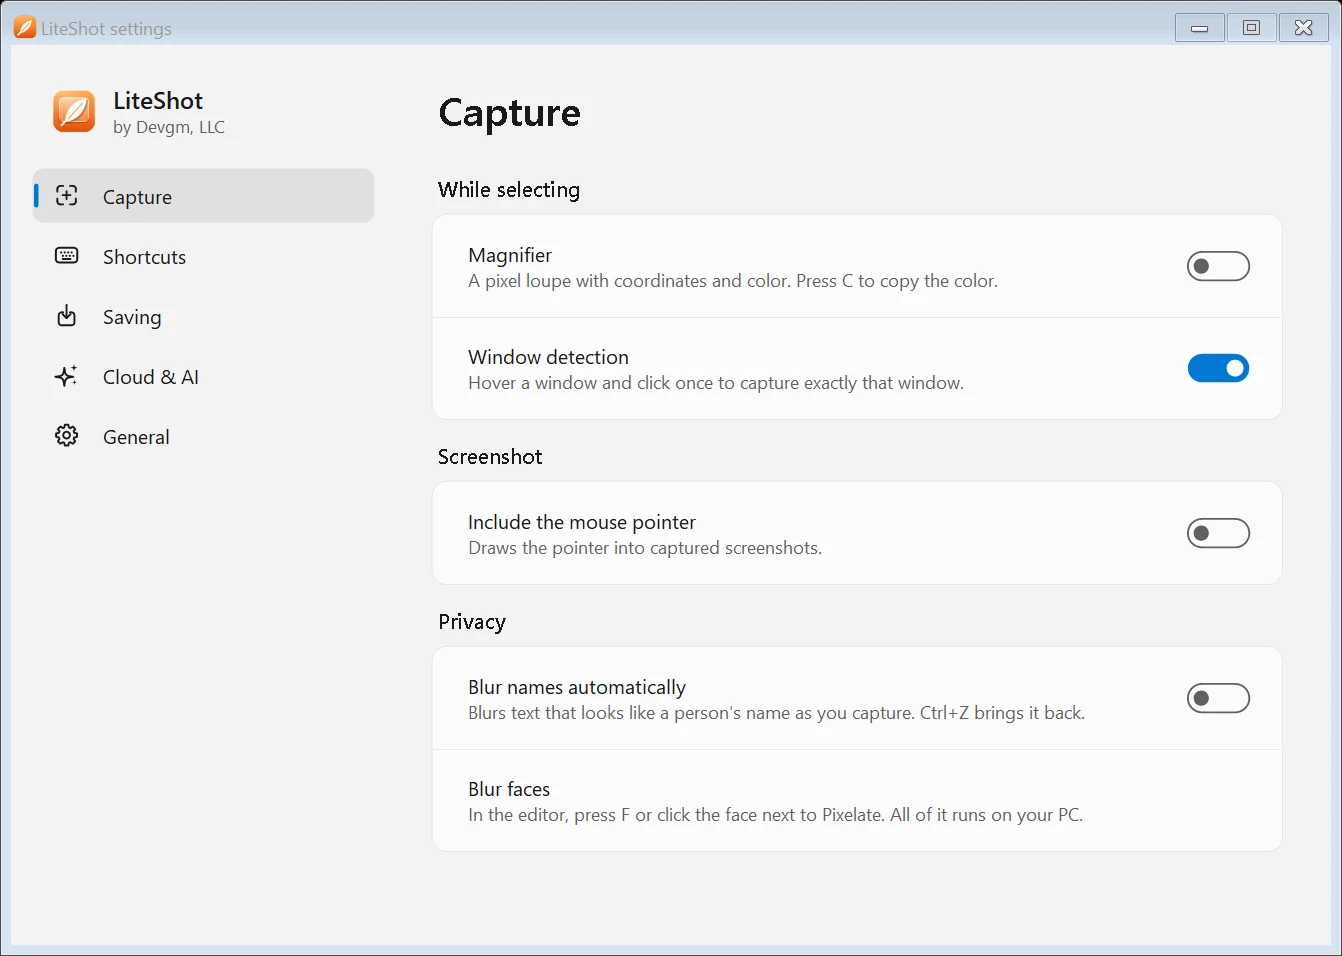 LiteShot settings
LiteShot
by Devgm, LLC
Capture
Shortcuts
Saving
Cloud & AI
General
Capture
While selecting
Magnifier
A pixel loupe with coordinates and color. Press C to copy the color.
Window detection
Hover a window and click once to capture exactly that window.
Screenshot
Include the mouse pointer
Draws the pointer into captured screenshots.
Privacy
Blur names automatically
Blurs text that looks like a person's name as you capture. Ctrl+Z brings it back.
Blur faces
In the editor, press F or click the face next to Pixelate. All of it runs on your PC.